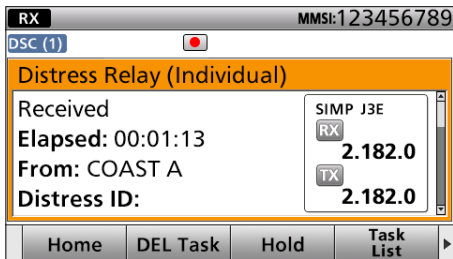 RX MMSI:123456789
DSC (1)
Distress Relay (Individual)
Received
Elapsed: 00:01:13
From: COAST A
Distress ID:
SIMP J3E
RX
2.182.0
TX
2.182.0
Home DEL Task Hold Task List